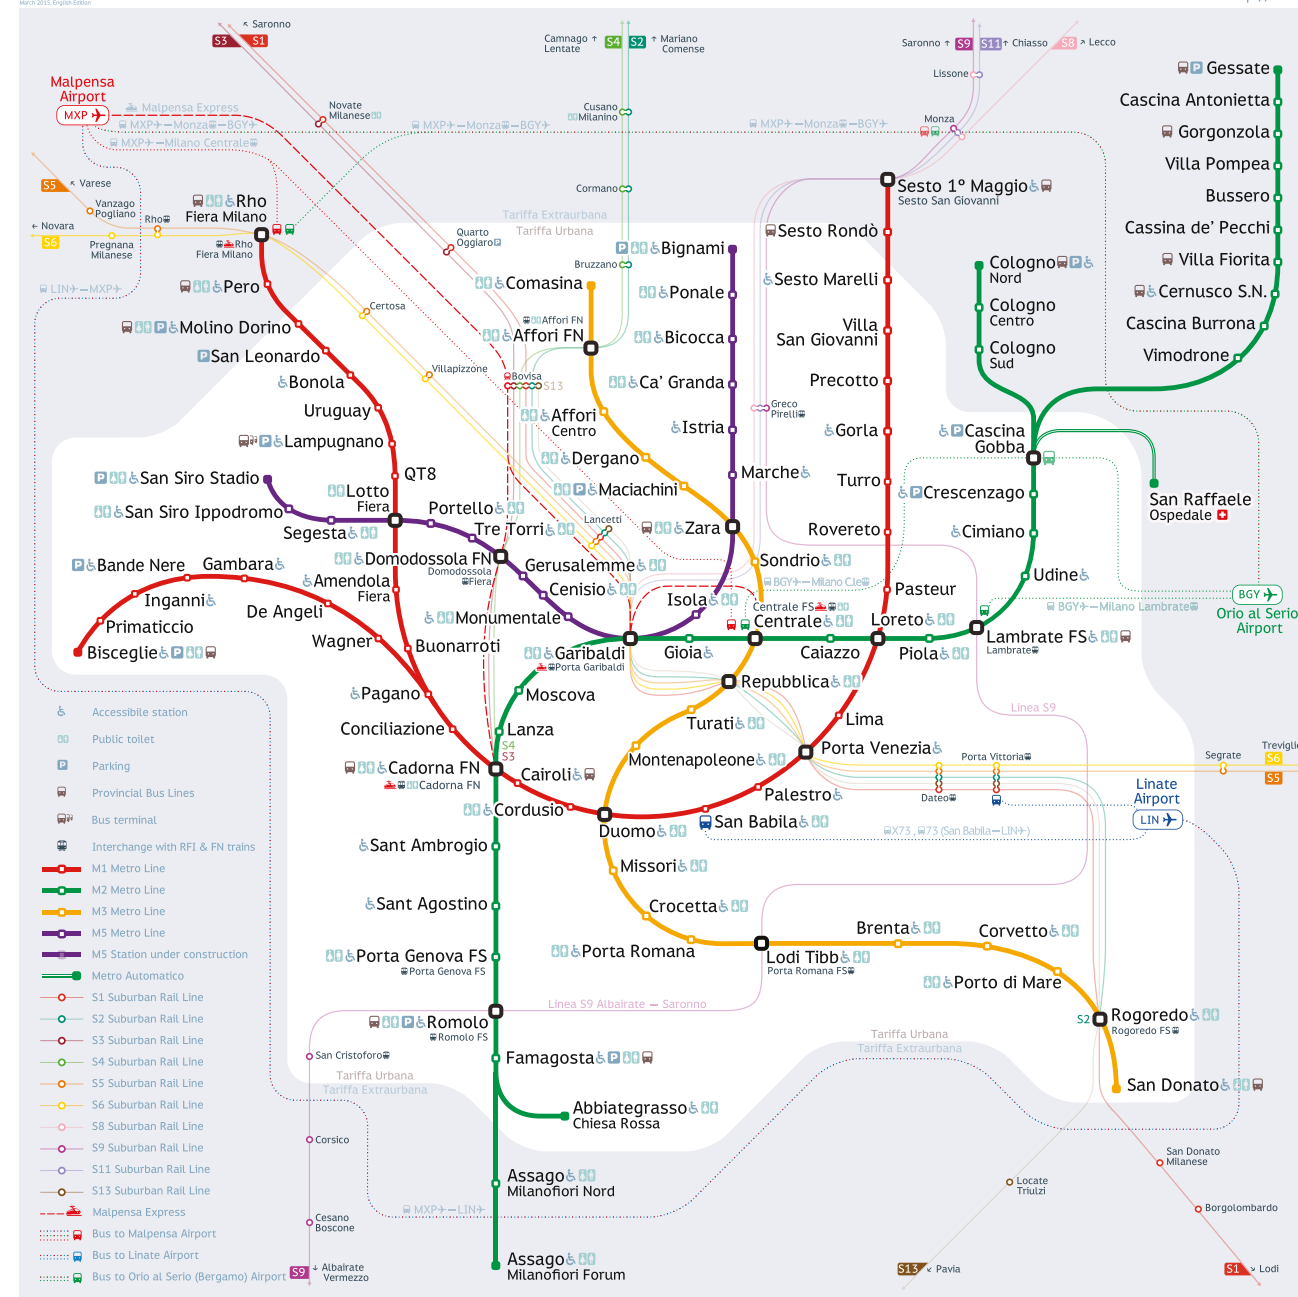 March 2015, English Edition
S3 S1 ↖ Saronno
Camnago Lentate ↑ S4 S2 ↑ Mariano Comense
Saronno ↑ S9 S11 ↑ Chiasso S8 ↗ Lecco
Lissone
Monza
Malpensa
Airport
MXP
Malpensa Express
MXP—Monza—BGY
MXP—Monza—BGY
MXP—Monza—BGY
MXP—Milano Centrale
Novate
Milanese
Cusano
Milanino
Cormano
Bruzzano
S5 ↖ Varese
Vanzago
Pogliano
Rho
← Novara
S6
Pregnana
Milanese
Rho
Fiera Milano
Rho
Fiera Milano
LIN—MXP
Tariffa Extraurbana
Tariffa Urbana
Quarto
Oggiaro
Certosa
Villapizzone
Bovisa
S13
Lancetti
Greco
Pirelli
P Gessate
Cascina Antonietta
Gorgonzola
Villa Pompea
Bussero
Cassina de' Pecchi
Villa Fiorita
Cernusco S.N.
Cascina Burrona
Vimodrone
Cologno P
Nord
Cologno
Centro
Cologno
Sud
P Cascina
Gobba
San Raffaele
Ospedale
P Crescenzago
Cimiano
Udine
Lambrate FS
Lambrate
BGY—Milano Lambrate
BGY
Orio al Serio
Airport
Sesto 1º Maggio
Sesto San Giovanni
Sesto Rondò
Sesto Marelli
Villa
San Giovanni
Precotto
Gorla
Turro
Rovereto
Pasteur
Loreto
Piola
Caiazzo
Lima
P Bignami
Ponale
Bicocca
Ca' Granda
Istria
Marche
Zara
Isola
Comasina
Affori FN
Affori FN
Affori
Centro
Dergano
P Maciachini
Sondrio
BGY—Milano C.le
Centrale FS
Centrale
Gioia
Garibaldi
Porta Garibaldi
Repubblica
Turati
Montenapoleone
Pero
P Molino Dorino
P San Leonardo
Bonola
Uruguay
P Lampugnano
QT8
Lotto
Fiera
P San Siro Stadio
San Siro Ippodromo
Segesta
Portello
Tre Torri
Domodossola FN
Domodossola
Fiera
Gerusalemme
Cenisio
Monumentale
Amendola
Fiera
Buonarroti
P Bande Nere
Gambara
Inganni
De Angeli
Primaticcio
Wagner
Bisceglie P
Pagano
Conciliazione
Moscova
Lanza
S4
S3
Cadorna FN
Cadorna FN
Cairoli
Cordusio
Duomo
San Babila
Palestro
Porta Venezia
Dateo
Porta Vittoria
Segrate
Treviglio
S6
S5
Linea S9
Linate
Airport
LIN
X73 , 73 (San Babila—LIN)
Sant Ambrogio
Sant Agostino
Porta Genova FS
Porta Genova FS
P Romolo
Romolo FS
Famagosta P
Abbiategrasso
Chiesa Rossa
Assago
Milanofiori Nord
Assago
Milanofiori Forum
Missori
Crocetta
Porta Romana
Lodi Tibb
Porta Romana FS
Brenta
Corvetto
Porto di Mare
S2
Rogoredo
Rogoredo FS
San Donato
Linea S9 Albairate — Saronno
San Cristoforo
Tariffa Urbana
Tariffa Extraurbana
Tariffa Urbana
Tariffa Extraurbana
Corsico
Cesano
Boscone
S9 ↓ Albairate
Vermezzo
MXP—LIN
San Donato
Milanese
Locate
Triulzi
Borgolombardo
S13 ↙ Pavia
S1 ↘ Lodi
Accessibile station
Public toilet
P Parking
Provincial Bus Lines
Bus terminal
Interchange with RFI & FN trains
M1 Metro Line
M2 Metro Line
M3 Metro Line
M5 Metro Line
M5 Station under construction
Metro Automatico
S1 Suburban Rail Line
S2 Suburban Rail Line
S3 Suburban Rail Line
S4 Suburban Rail Line
S5 Suburban Rail Line
S6 Suburban Rail Line
S8 Suburban Rail Line
S9 Suburban Rail Line
S11 Suburban Rail Line
S13 Suburban Rail Line
Malpensa Express
Bus to Malpensa Airport
Bus to Linate Airport
Bus to Orio al Serio (Bergamo) Airport